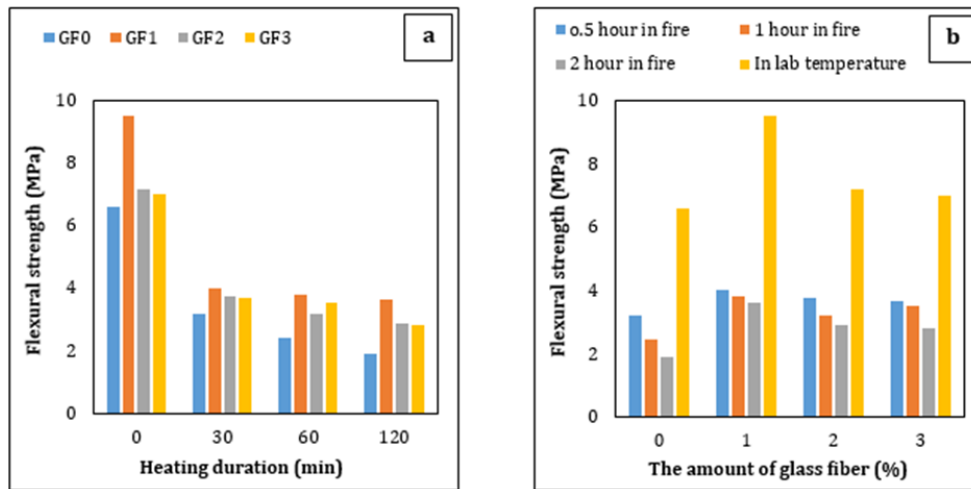 GF0 GF1 GF2 GF3
a
10
8
6
4
2
0
Flexural strength (MPa)
0 30 60 120
Heating duration (min)
o.5 hour in fire 1 hour in fire
2 hour in fire In lab temperature
b
10
8
6
4
2
0
Flexural strength (MPa)
0 1 2 3
The amount of glass fiber (%)